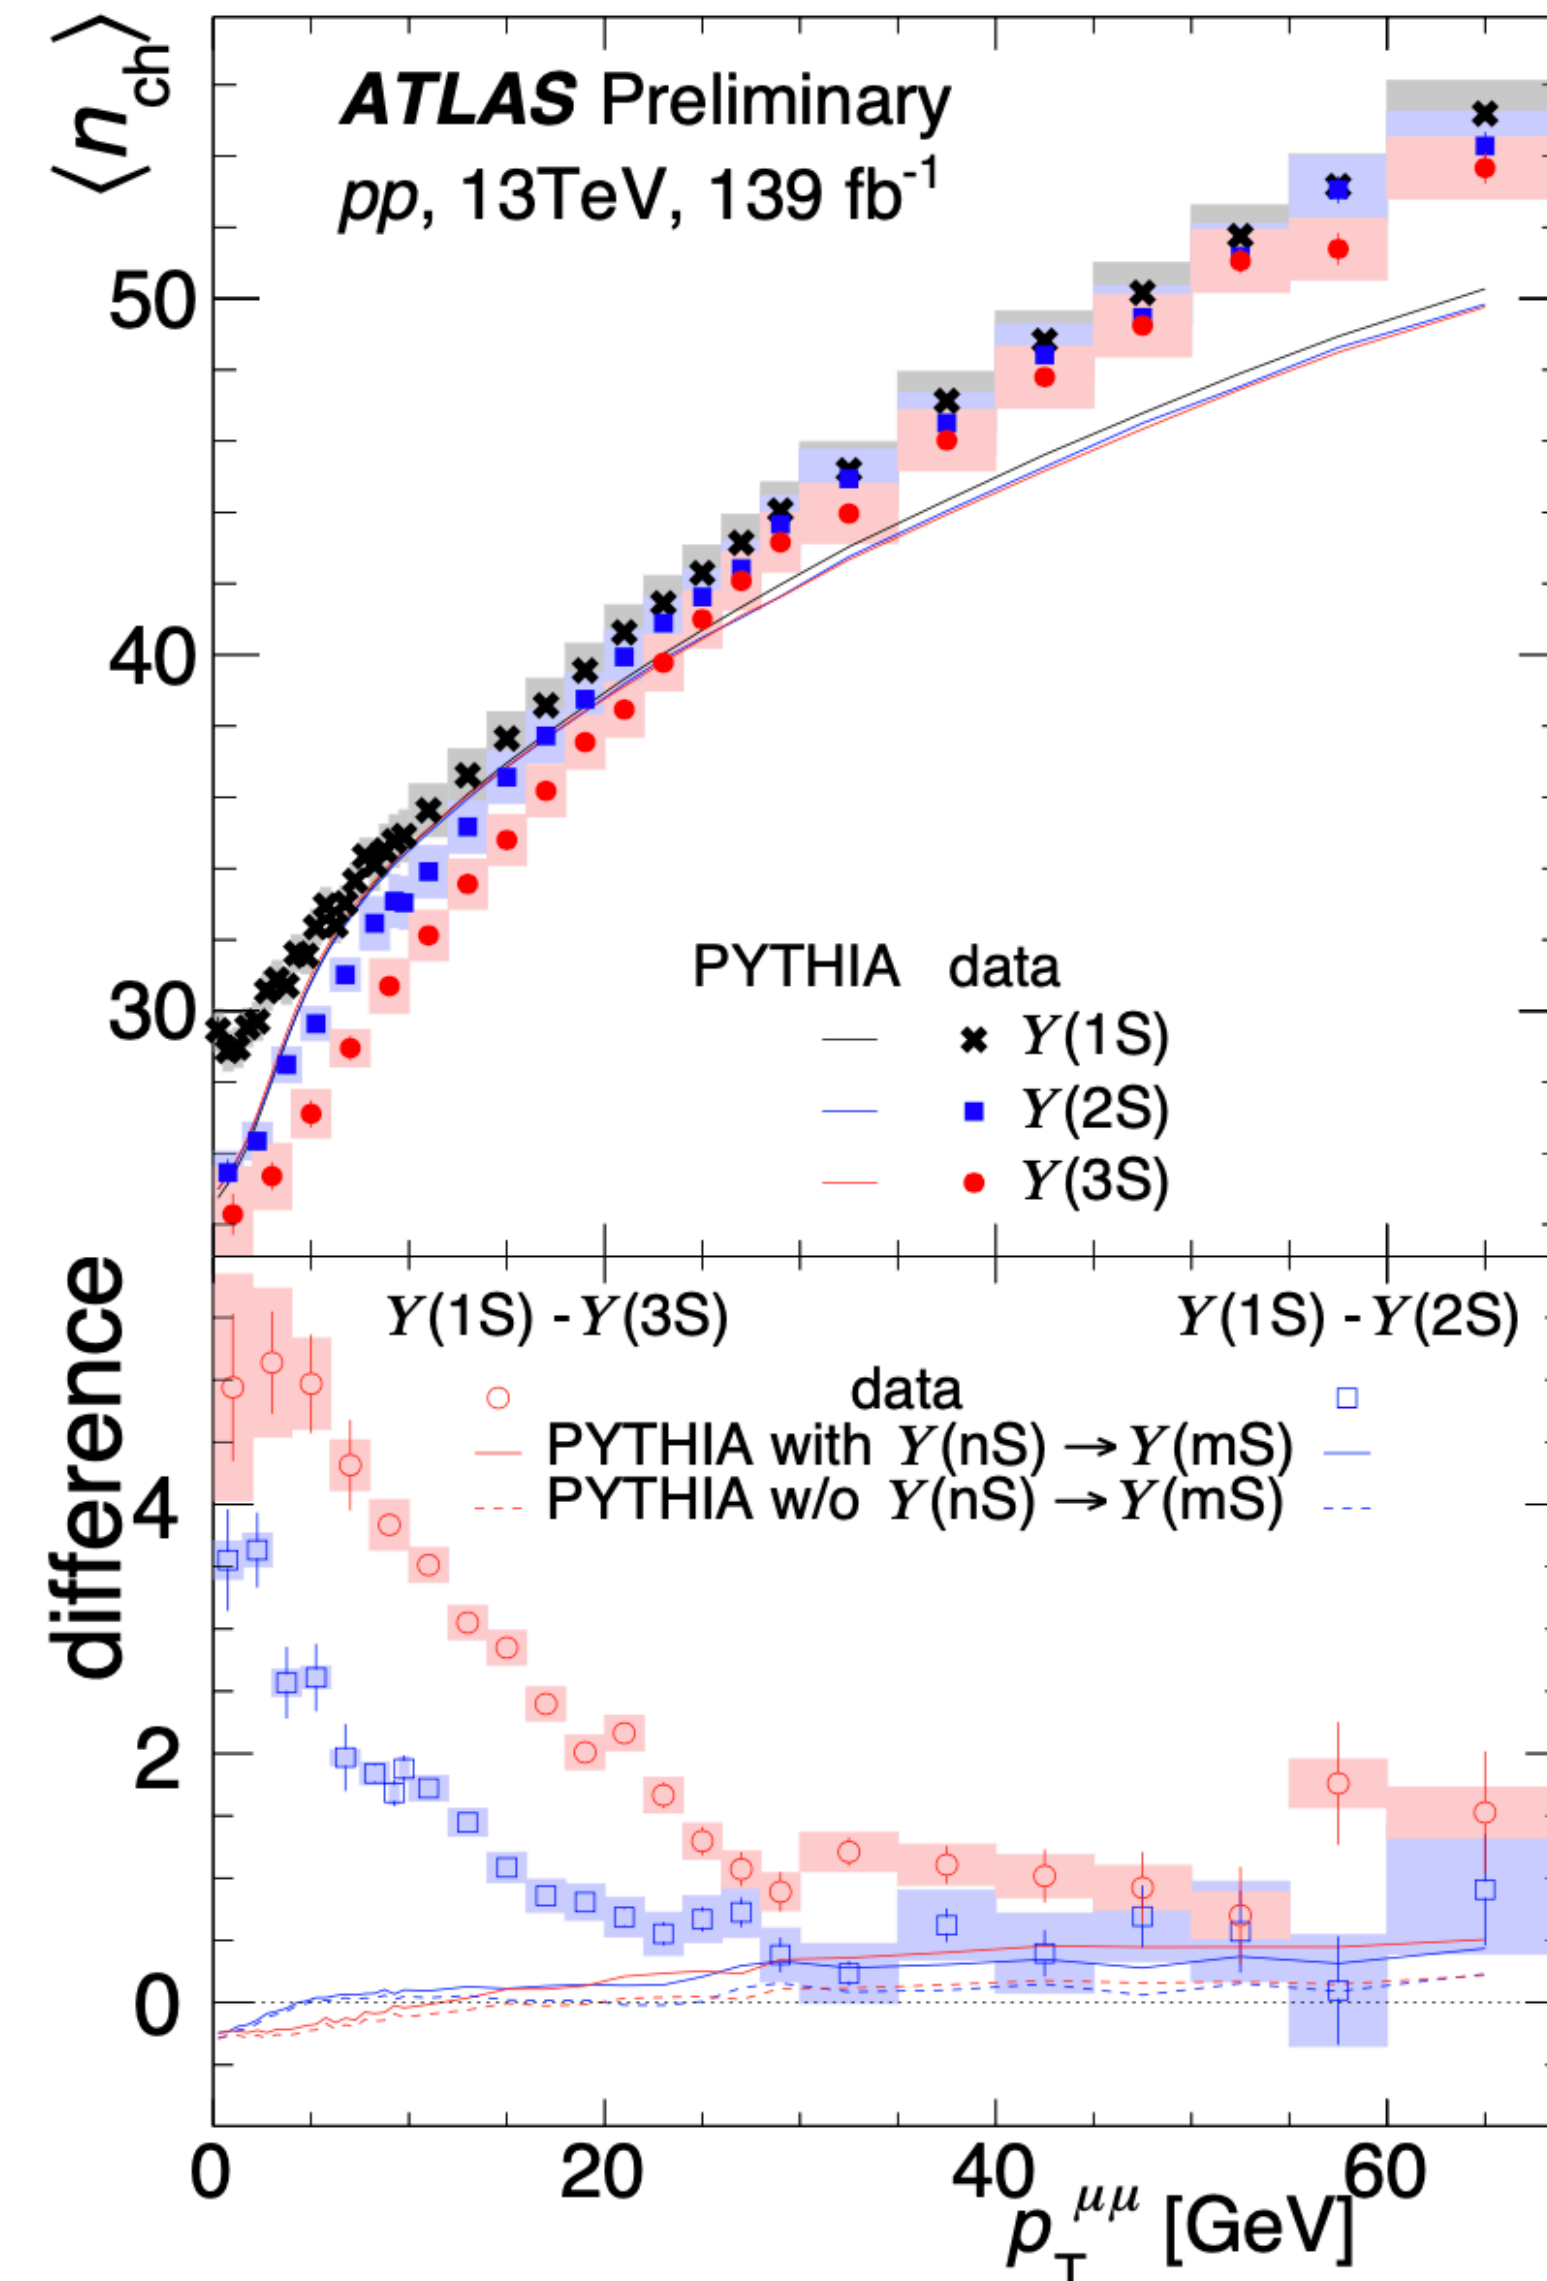 ⟨n_ch⟩
ATLAS Preliminary
pp, 13TeV, 139 fb⁻¹
50
40
30
PYTHIA data
ϒ(1S)
ϒ(2S)
ϒ(3S)
difference
ϒ(1S) -ϒ(3S) ϒ(1S) -ϒ(2S)
data
PYTHIA with ϒ(nS) →ϒ(mS)
PYTHIA w/o ϒ(nS) →ϒ(mS)
4
2
0
0 20 40 60
p_T^μμ [GeV]